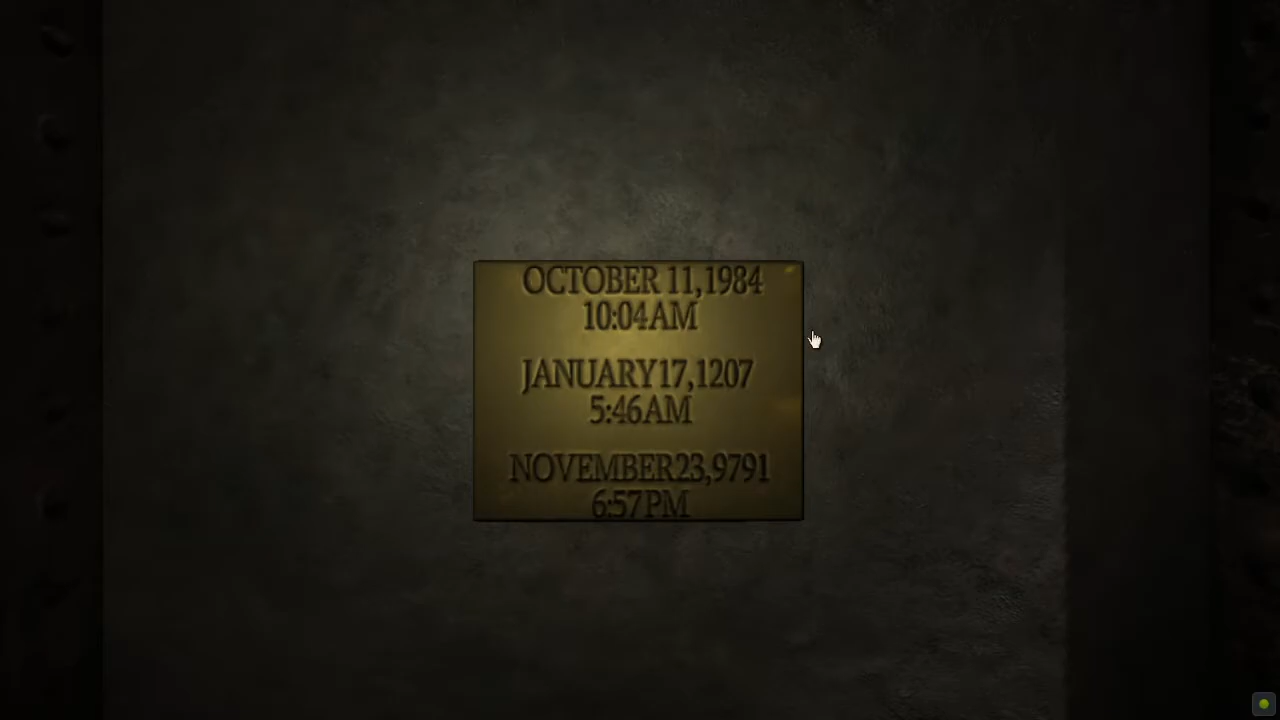 OCTOBER 11,1984
10:04AM
JANUARY17,1207
5:46AM
NOVEMBER23,9791
6:57PM